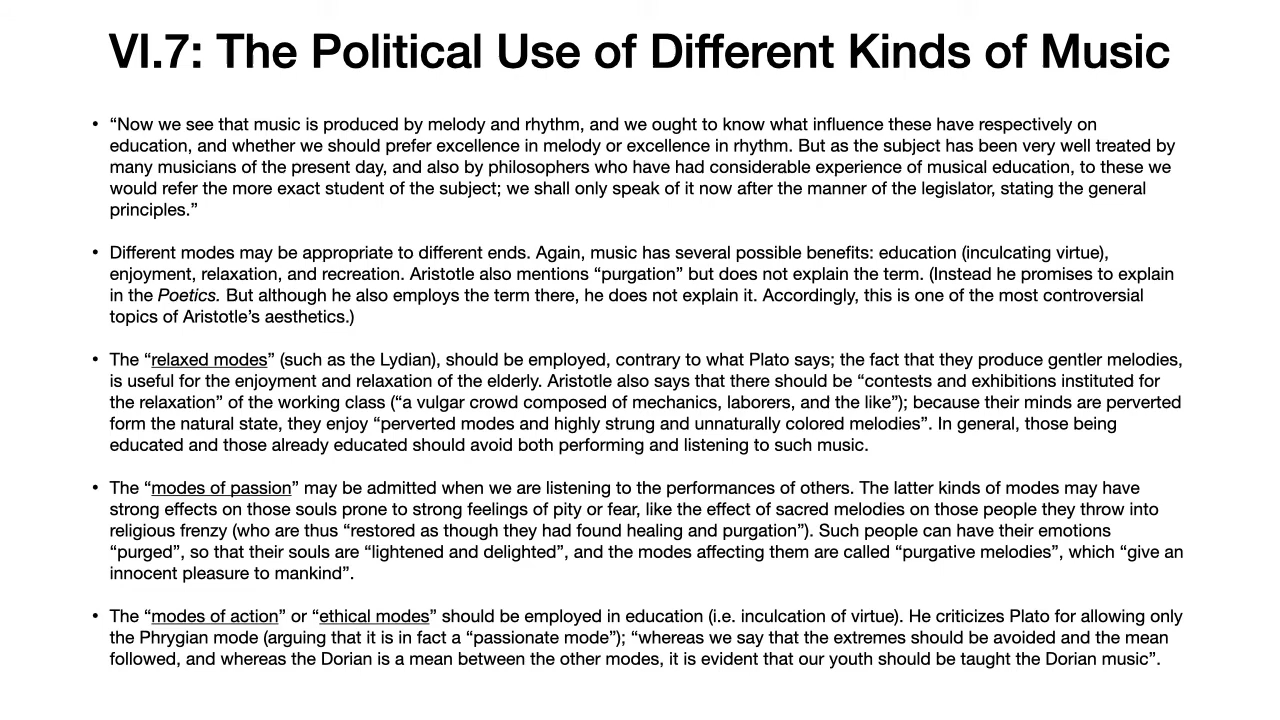 VI.7: The Political Use of Different Kinds of Music
• “Now we see that music is produced by melody and rhythm, and we ought to know what influence these have respectively on
education, and whether we should prefer excellence in melody or excellence in rhythm. But as the subject has been very well treated by
many musicians of the present day, and also by philosophers who have had considerable experience of musical education, to these we
would refer the more exact student of the subject; we shall only speak of it now after the manner of the legislator, stating the general
principles.”
• Different modes may be appropriate to different ends. Again, music has several possible benefits: education (inculcating virtue),
enjoyment, relaxation, and recreation. Aristotle also mentions “purgation” but does not explain the term. (Instead he promises to explain
in the Poetics. But although he also employs the term there, he does not explain it. Accordingly, this is one of the most controversial
topics of Aristotle’s aesthetics.)
• The “relaxed modes” (such as the Lydian), should be employed, contrary to what Plato says; the fact that they produce gentler melodies,
is useful for the enjoyment and relaxation of the elderly. Aristotle also says that there should be “contests and exhibitions instituted for
the relaxation” of the working class (“a vulgar crowd composed of mechanics, laborers, and the like”); because their minds are perverted
form the natural state, they enjoy “perverted modes and highly strung and unnaturally colored melodies”. In general, those being
educated and those already educated should avoid both performing and listening to such music.
• The “modes of passion” may be admitted when we are listening to the performances of others. The latter kinds of modes may have
strong effects on those souls prone to strong feelings of pity or fear, like the effect of sacred melodies on those people they throw into
religious frenzy (who are thus “restored as though they had found healing and purgation”). Such people can have their emotions
“purged”, so that their souls are “lightened and delighted”, and the modes affecting them are called “purgative melodies”, which “give an
innocent pleasure to mankind”.
• The “modes of action” or “ethical modes” should be employed in education (i.e. inculcation of virtue). He criticizes Plato for allowing only
the Phrygian mode (arguing that it is in fact a “passionate mode”); “whereas we say that the extremes should be avoided and the mean
followed, and whereas the Dorian is a mean between the other modes, it is evident that our youth should be taught the Dorian music”.